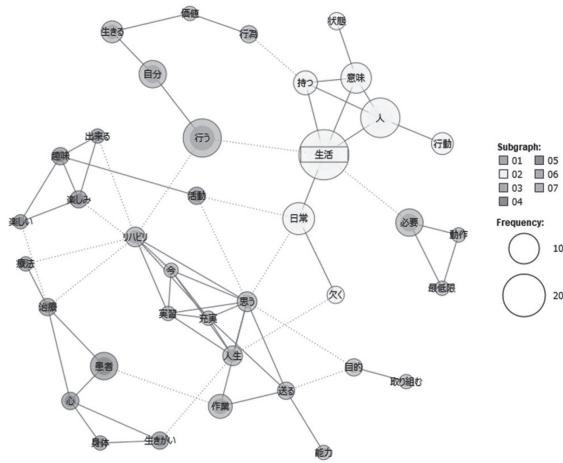 状態
価値
生きる
行為
自分
持つ
意味
人
行動
行う
生活
出来る
趣味
楽しみ
楽しい
活動
日常
必要
動作
最低限
リハビリ
療法
今
欠く
治療
実習
充実
思う
人生
患者
目的
取り組む
心
作業
送る
身体
生きがい
能力
Subgraph:
01 05
02 06
03 07
04
Frequency:
10
20